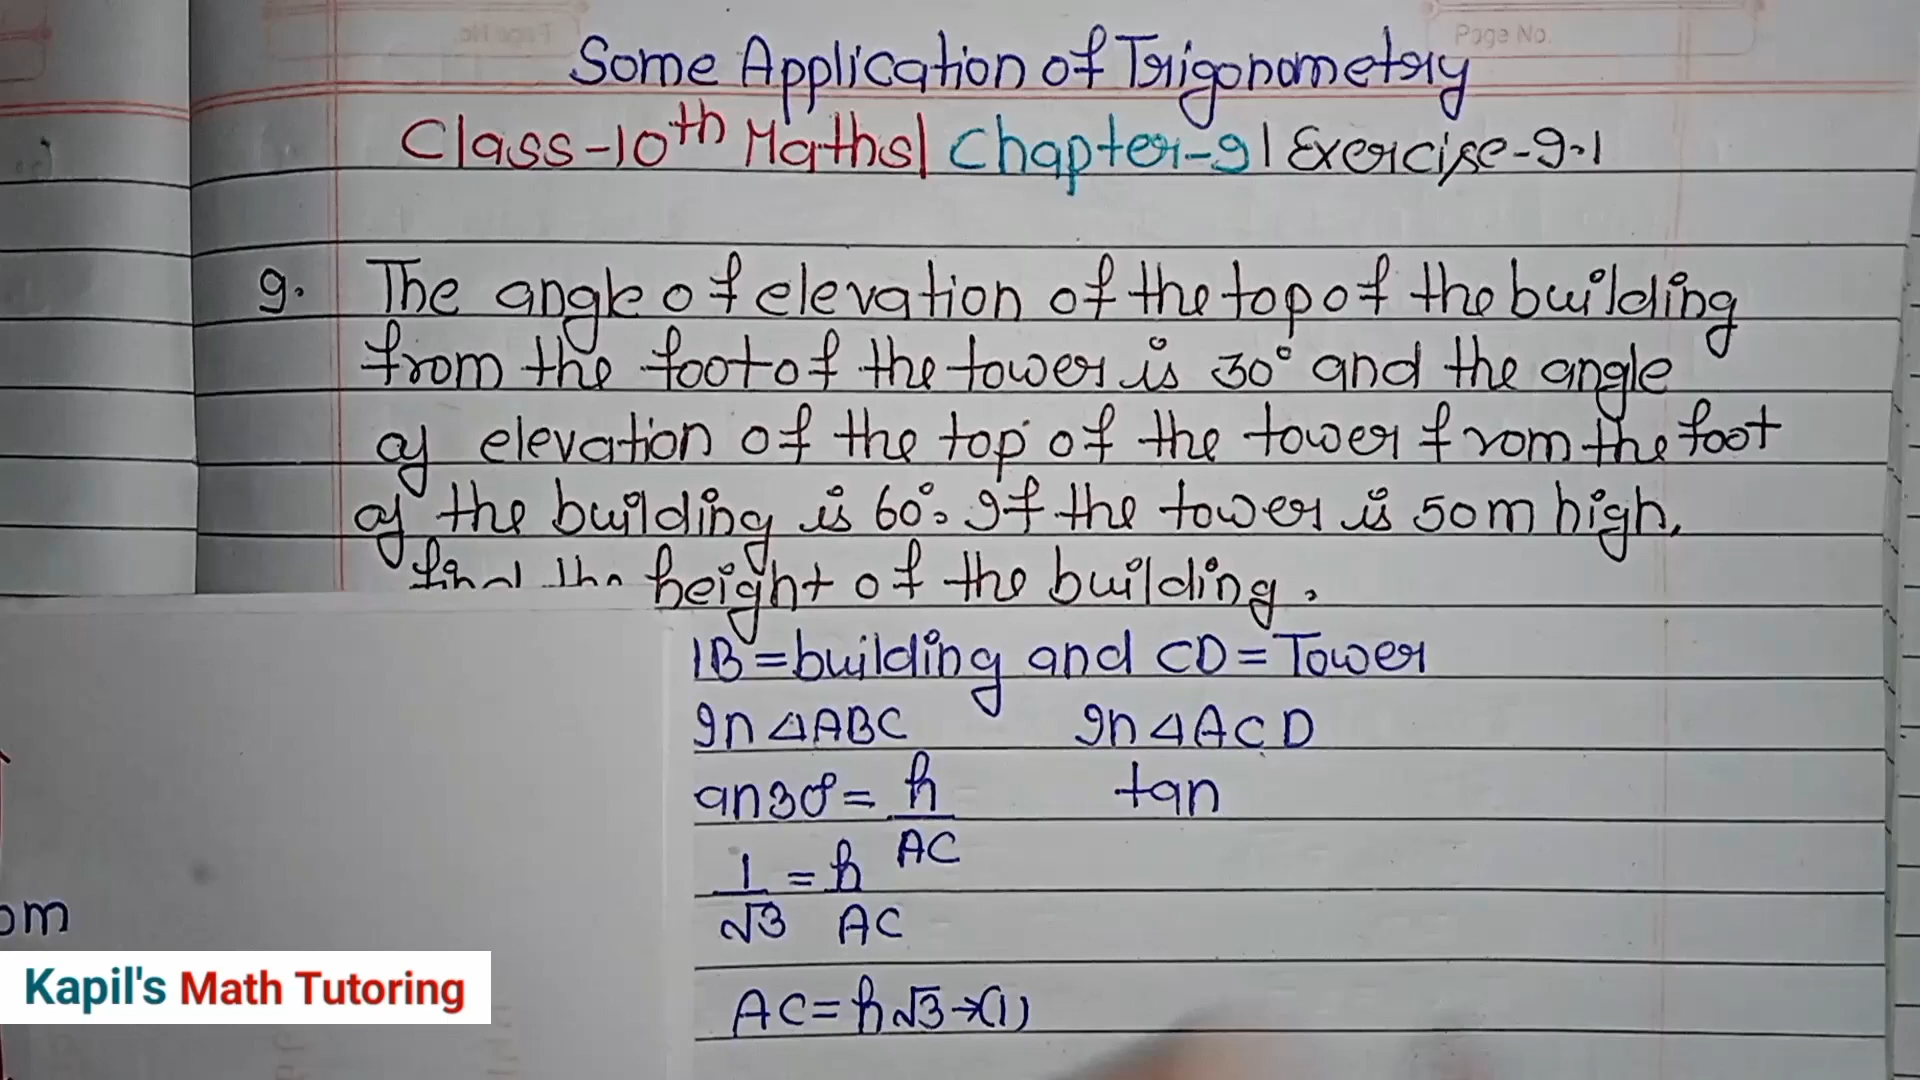 Page No.
Some Application of Trigonometry
Class-10th Maths| Chapter-9| Exercise-9.1
9. The angle of elevation of the top of the building
from the foot of the tower is 30° and the angle
of elevation of the top of the tower from the foot
of the building is 60°. If the tower is 50m high,
find the height of the building.
1B=building and CD=Tower
In ⊿ABC In ⊿ACD
an30°= h/AC tan
1/√3 = h/AC
om
AC=h√3→(1)
Kapil's Math Tutoring